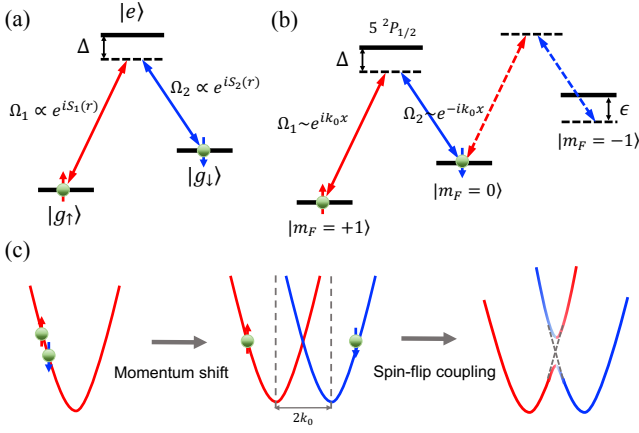 (a)
|e⟩
Δ
Ω₁ ∝ e^{iS₁(r)}
Ω₂ ∝ e^{iS₂(r)}
|g↑⟩
|g↓⟩
(b)
5 ²P₁/₂
Δ
Ω₁~e^{ik₀x}
Ω₂~e^{−ik₀x}
ϵ
|m_F = −1⟩
|m_F = 0⟩
|m_F = +1⟩
(c)
Momentum shift
2k₀
Spin-flip coupling